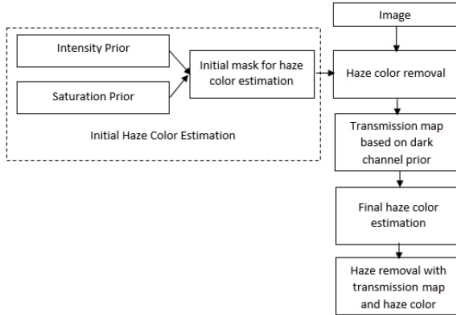 Image
Intensity Prior
Saturation Prior
Initial mask for haze
color estimation
Initial Haze Color Estimation
Haze color removal
Transmission map
based on dark
channel prior
Final haze color
estimation
Haze removal with
transmission map
and haze color